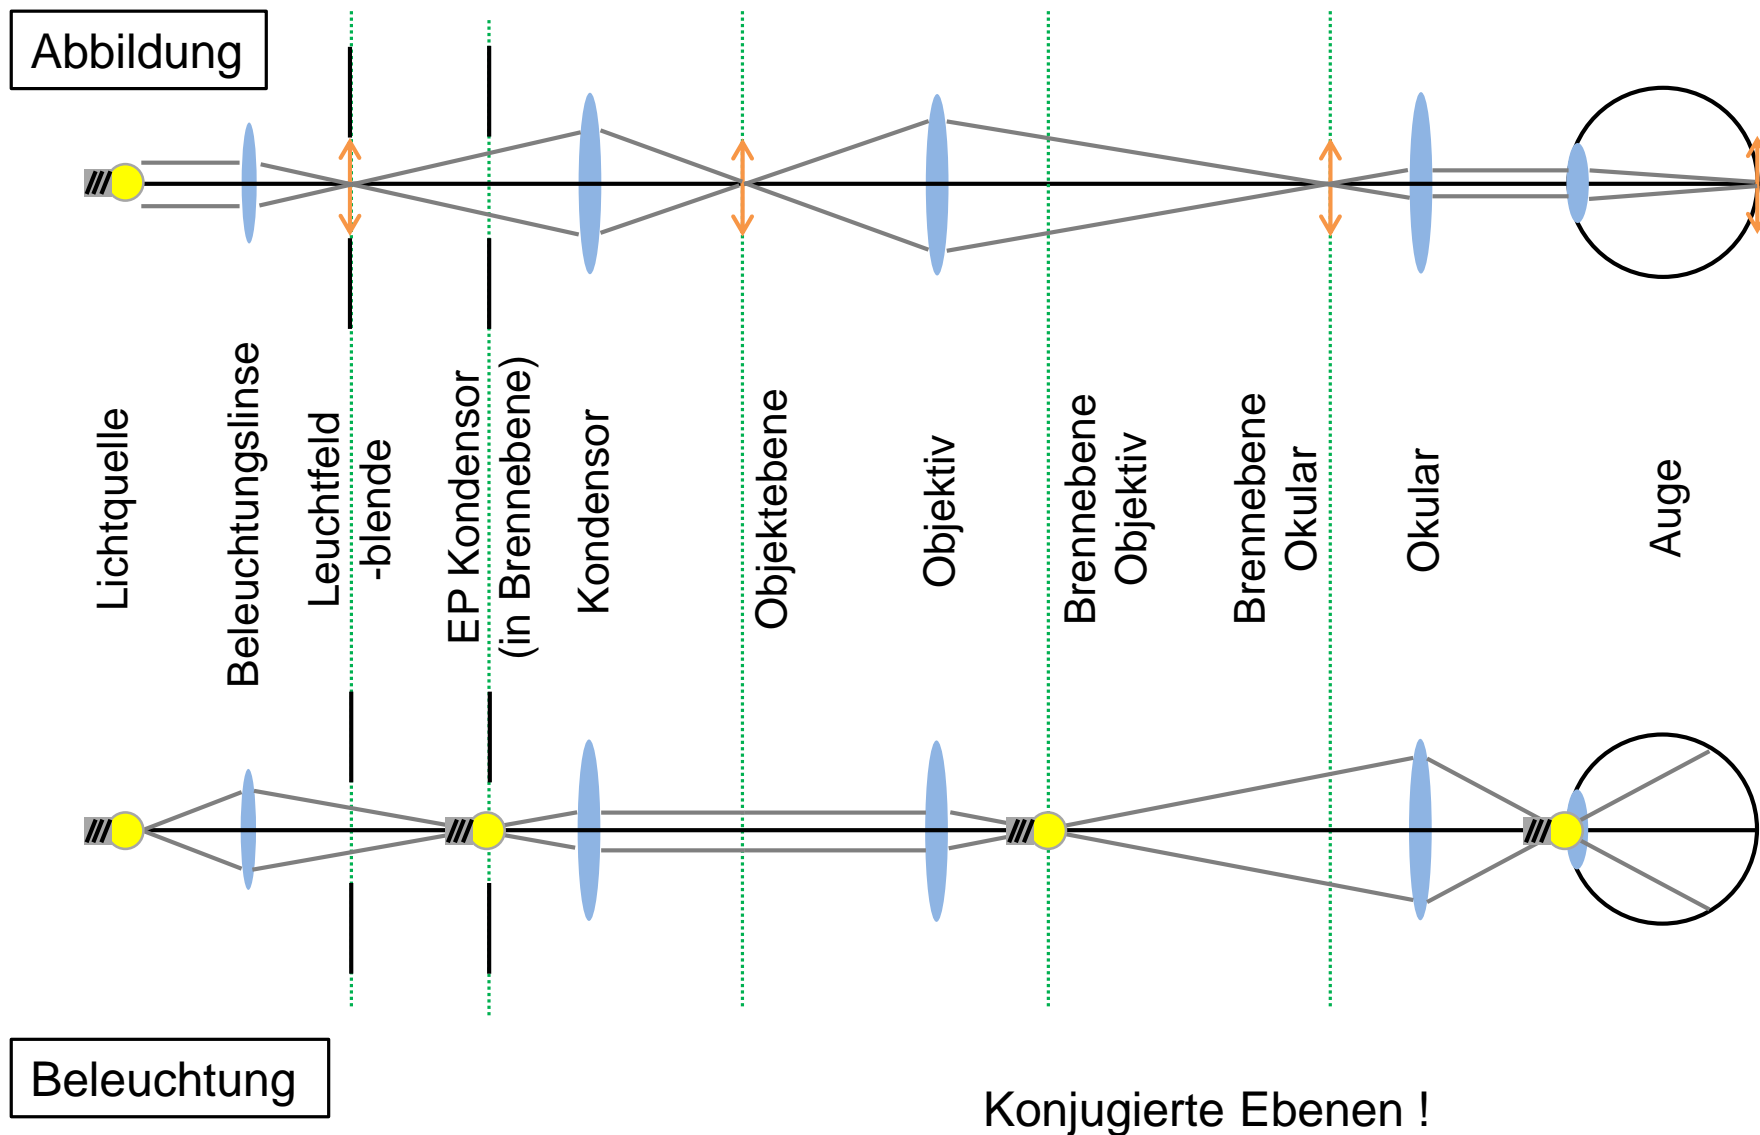 Abbildung
Lichtquelle
Beleuchtungslinse
Leuchtfeld
-blende
EP Kondensor
(in Brennebene)
Kondensor
Objektebene
Objektiv
Brennebene
Objektiv
Brennebene
Okular
Okular
Auge
Beleuchtung
Konjugierte Ebenen !